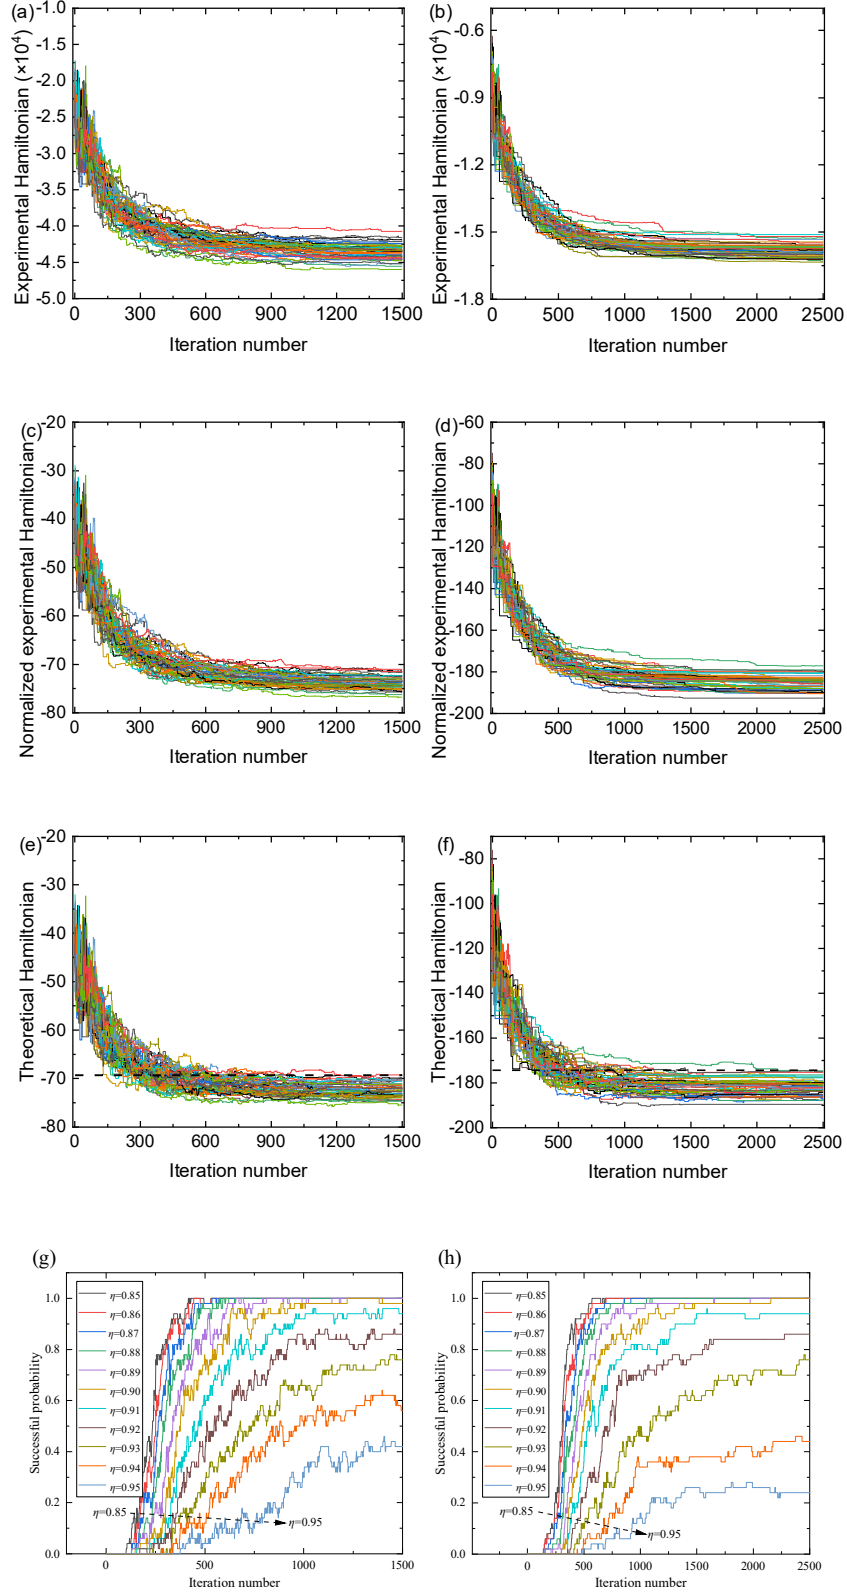 (a)
-1.0
-1.5
-2.0
-2.5
-3.0
-3.5
-4.0
-4.5
-5.0
Experimental Hamiltonian (×10⁴)
0 300 600 900 1200 1500
Iteration number
(b)
-0.6
-0.9
-1.2
-1.5
-1.8
Experimental Hamiltonian (×10⁴)
0 500 1000 1500 2000 2500
Iteration number
(c)
-20
-30
-40
-50
-60
-70
-80
Normalized experimental Hamiltonian
0 300 600 900 1200 1500
Iteration number
(d)
-60
-80
-100
-120
-140
-160
-180
-200
Normalized experimental Hamiltonian
0 500 1000 1500 2000 2500
Iteration number
(e)
-20
-30
-40
-50
-60
-70
-80
Theoretical Hamiltonian
0 300 600 900 1200 1500
Iteration number
(f)
-80
-100
-120
-140
-160
-180
-200
Theoretical Hamiltonian
0 500 1000 1500 2000 2500
Iteration number
(g)
1.0
0.8
0.6
0.4
0.2
0.0
Successful probability
η=0.85
η=0.86
η=0.87
η=0.88
η=0.89
η=0.90
η=0.91
η=0.92
η=0.93
η=0.94
η=0.95
η=0.85
η=0.95
0 500 1000 1500
Iteration number
(h)
1.0
0.8
0.6
0.4
0.2
0.0
Successful probability
η=0.85
η=0.86
η=0.87
η=0.88
η=0.89
η=0.90
η=0.91
η=0.92
η=0.93
η=0.94
η=0.95
η=0.85
η=0.95
0 500 1000 1500 2000 2500
Iteration number